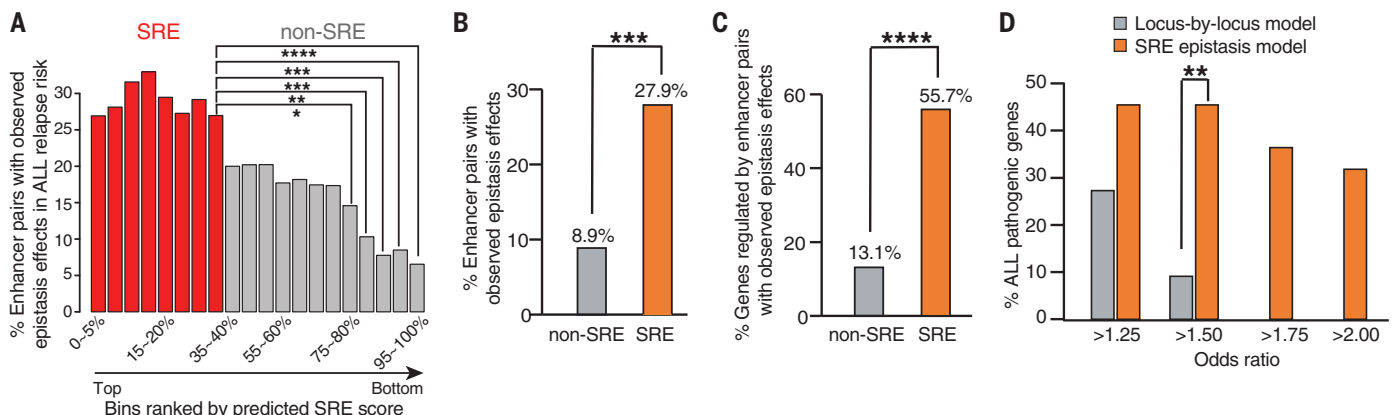 A
SRE
non-SRE
% Enhancer pairs with observed
epistasis effects in ALL relapse risk
30
25
20
15
10
5
0
****
***
***
**
*
0~5%
15~20%
35~40%
55~60%
75~80%
95~100%
Top
Bottom
Bins ranked by predicted SRE score
B
% Enhancer pairs with
observed epistasis effects
30
20
10
0
***
8.9%
27.9%
non-SRE
SRE
C
% Genes regulated by enhancer pairs
with observed epistasis effects
60
40
20
0
****
13.1%
55.7%
non-SRE
SRE
D
Locus-by-locus model
SRE epistasis model
% ALL pathogenic genes
50
40
30
20
10
0
**
>1.25
>1.50
>1.75
>2.00
Odds ratio